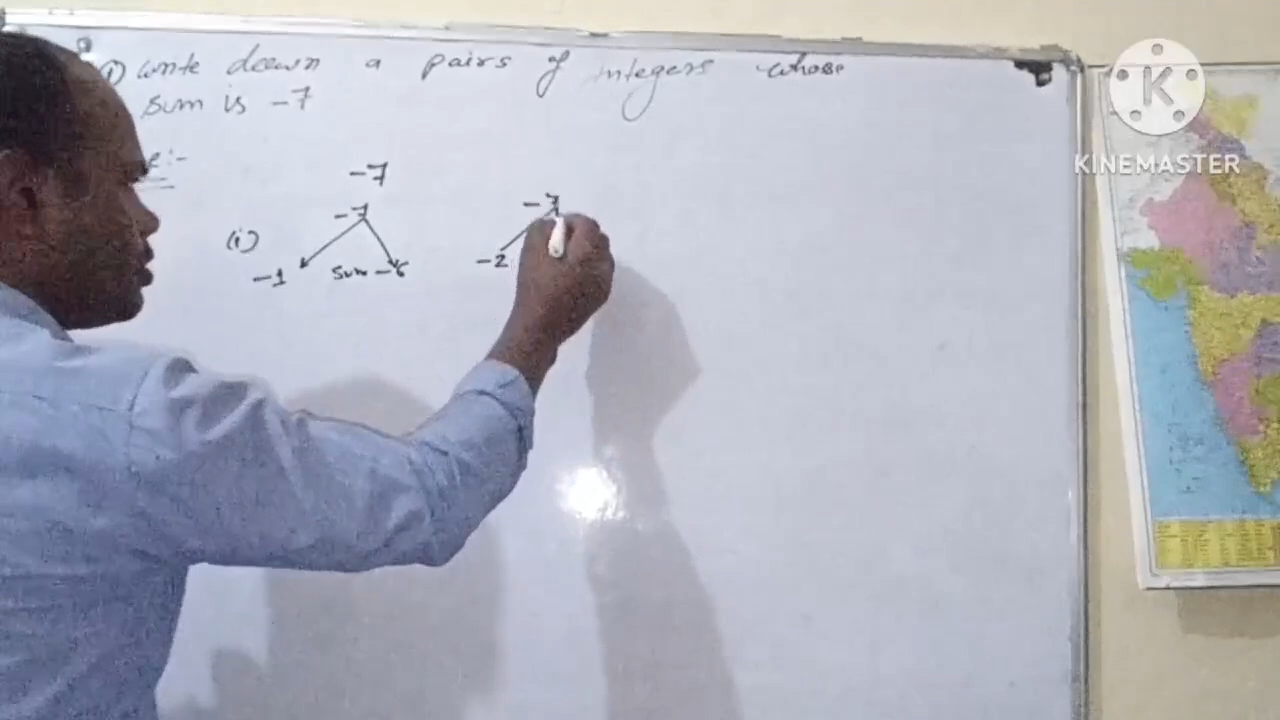 1) write down a pairs of integers whose
sum is -7
-7
(i) -7 -7
-1 sum -6 -2
K
KINEMASTER